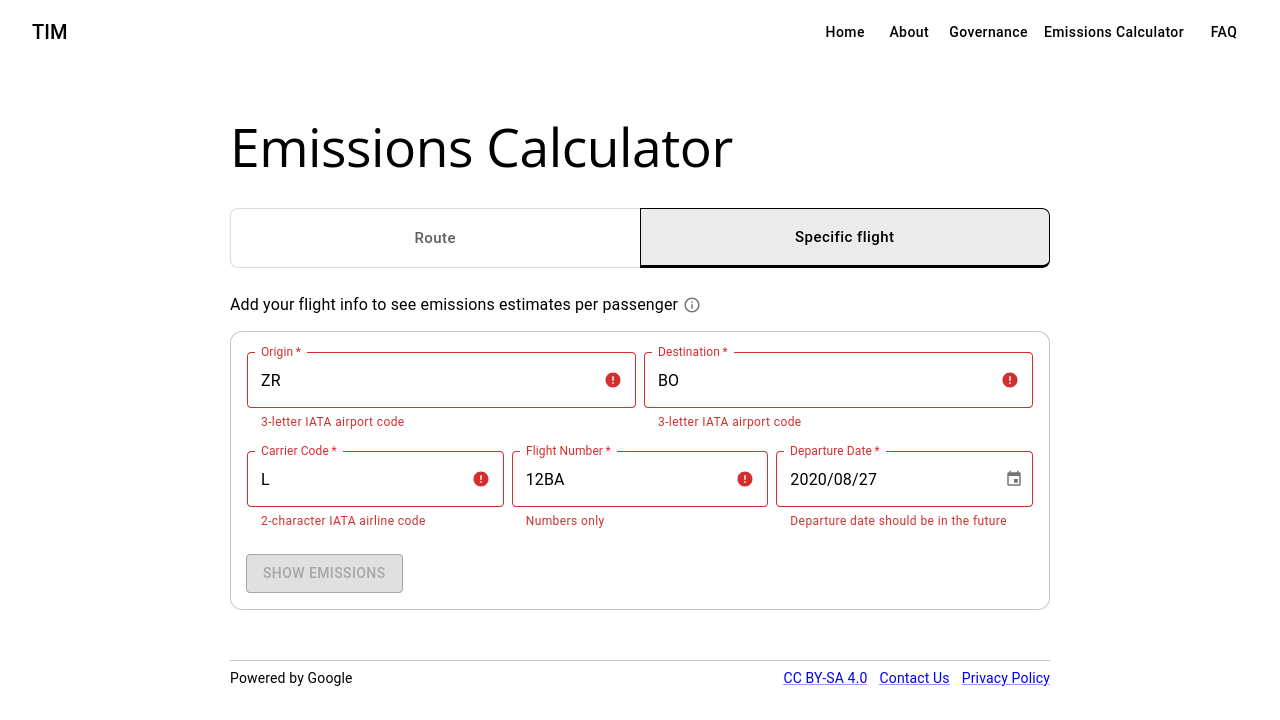 TIM
Home About Governance Emissions Calculator FAQ
Emissions Calculator
Route
Specific flight
Add your flight info to see emissions estimates per passenger
Origin *
ZR
3-letter IATA airport code
Destination *
BO
3-letter IATA airport code
Carrier Code *
L
2-character IATA airline code
Flight Number *
12BA
Numbers only
Departure Date *
2020/08/27
Departure date should be in the future
SHOW EMISSIONS
Powered by Google
CC BY-SA 4.0 Contact Us Privacy Policy